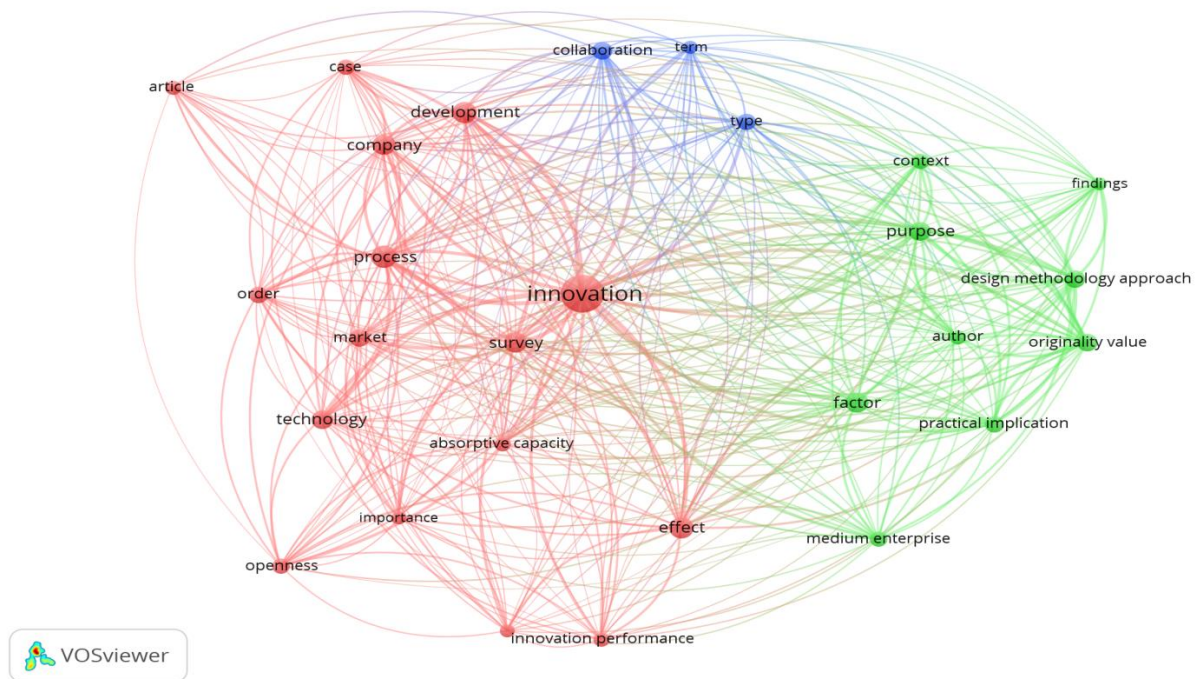 collaboration
term
case
article
development
type
company
context
findings
purpose
process
design methodology approach
order
innovation
market
survey
author
originality value
factor
technology
practical implication
absorptive capacity
importance
effect
medium enterprise
openness
innovation performance
VOSviewer